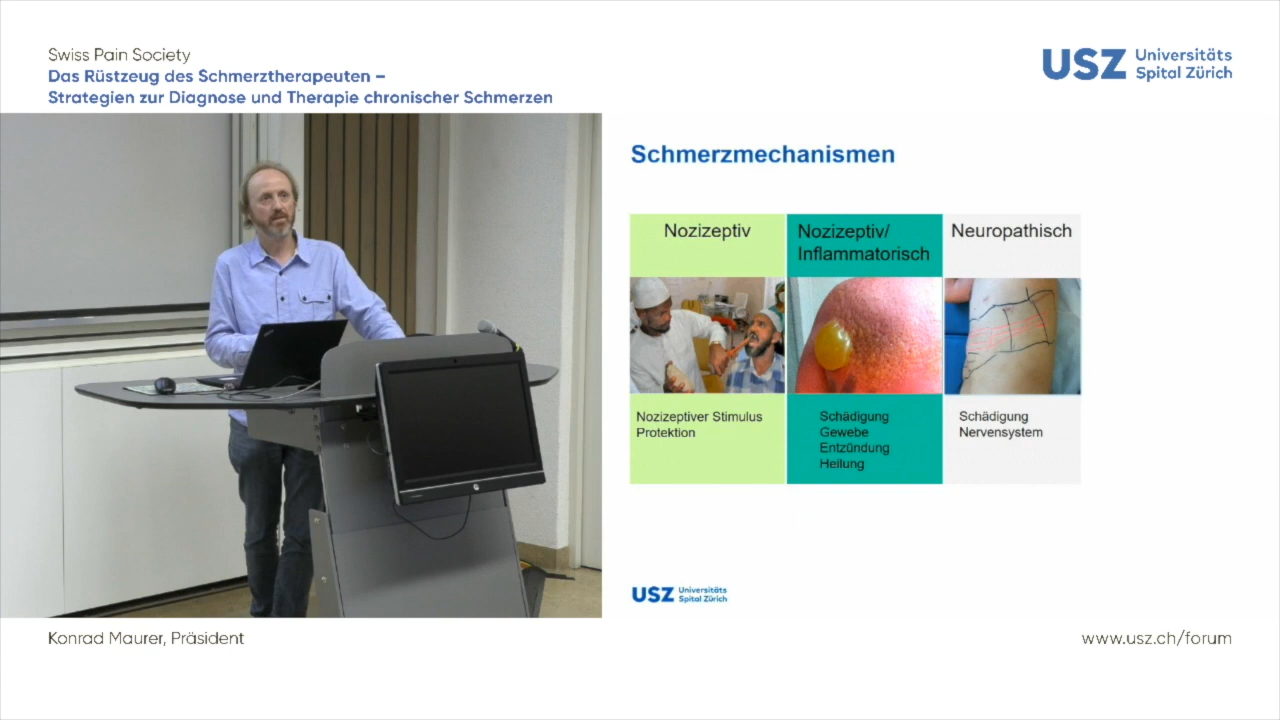 Swiss Pain Society
Das Rüstzeug des Schmerztherapeuten –
Strategien zur Diagnose und Therapie chronischer Schmerzen
USZ Universitäts
Spital Zürich
Schmerzmechanismen
Nozizeptiv
Nozizeptiv/
Inflammatorisch
Neuropathisch
Nozizeptiver Stimulus
Protektion
Schädigung
Gewebe
Entzündung
Heilung
Schädigung
Nervensystem
USZ Universitäts
Spital Zürich
Konrad Maurer, Präsident
www.usz.ch/forum